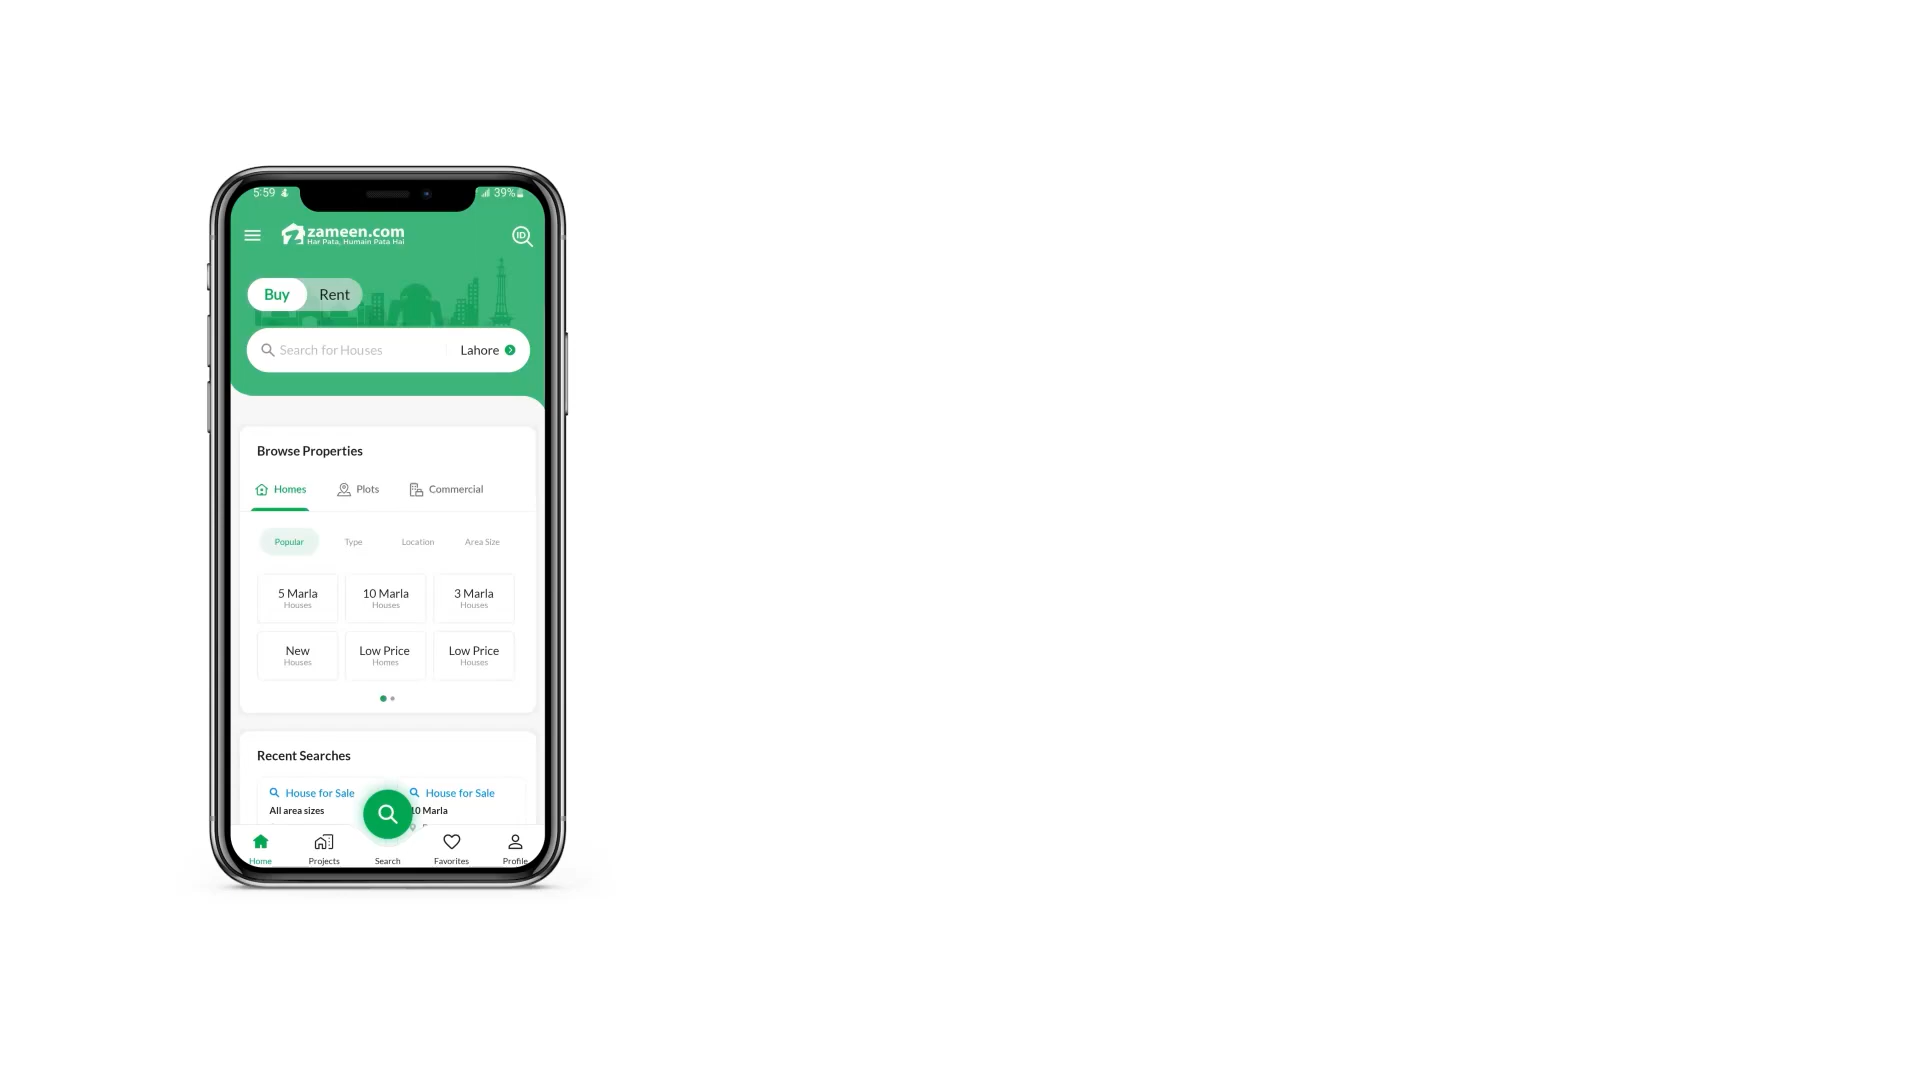 5:59
39%
zameen.com
Har Pata, Humain Pata Hai
ID
Buy Rent
Search for Houses Lahore
Browse Properties
Homes Plots Commercial
Popular Type Location Area Size
5 Marla 10 Marla 3 Marla
Houses Houses Houses
New Low Price Low Price
Houses Homes Houses
Recent Searches
House for Sale House for Sale
All area sizes 10 Marla
Home Projects Search Favorites Profile